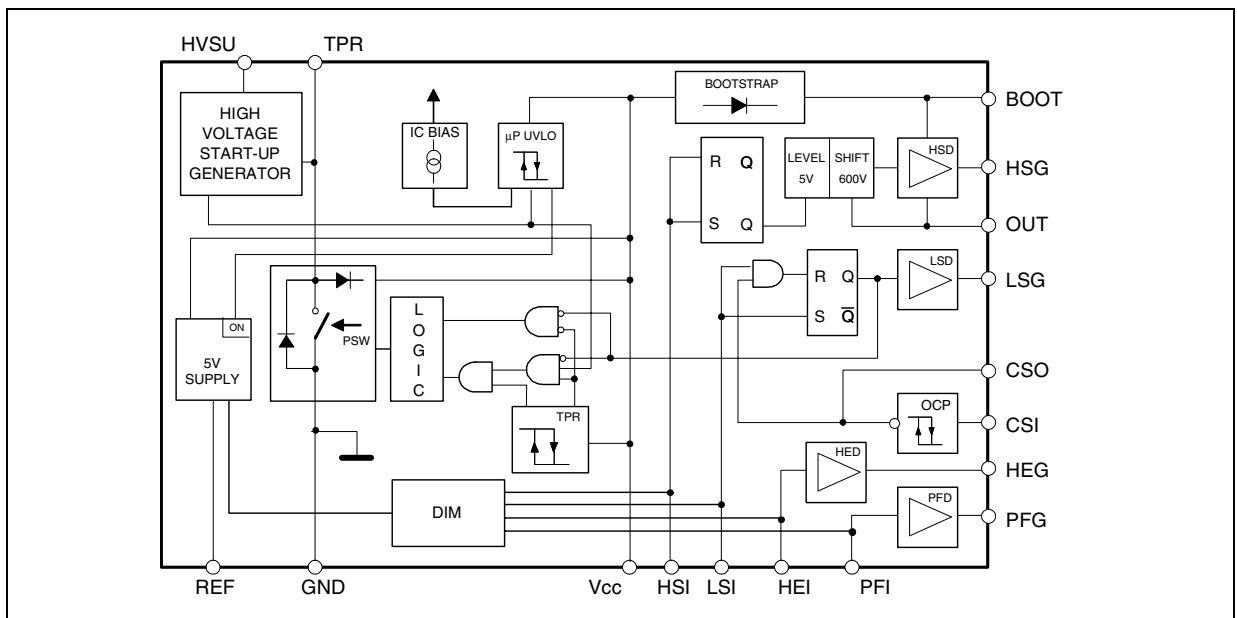 HVSU
TPR
HIGH
VOLTAGE
START-UP
GENERATOR
IC BIAS
µP UVLO
BOOTSTRAP
BOOT
R Q
S Q
LEVEL
5V
SHIFT
600V
HSD
HSG
OUT
ON
5V
SUPPLY
PSW
L
O
G
I
C
R Q
S Q̅
LSD
LSG
CSO
TPR
OCP
CSI
HED
HEG
DIM
PFD
PFG
REF
GND
Vcc
HSI
LSI
HEI
PFI